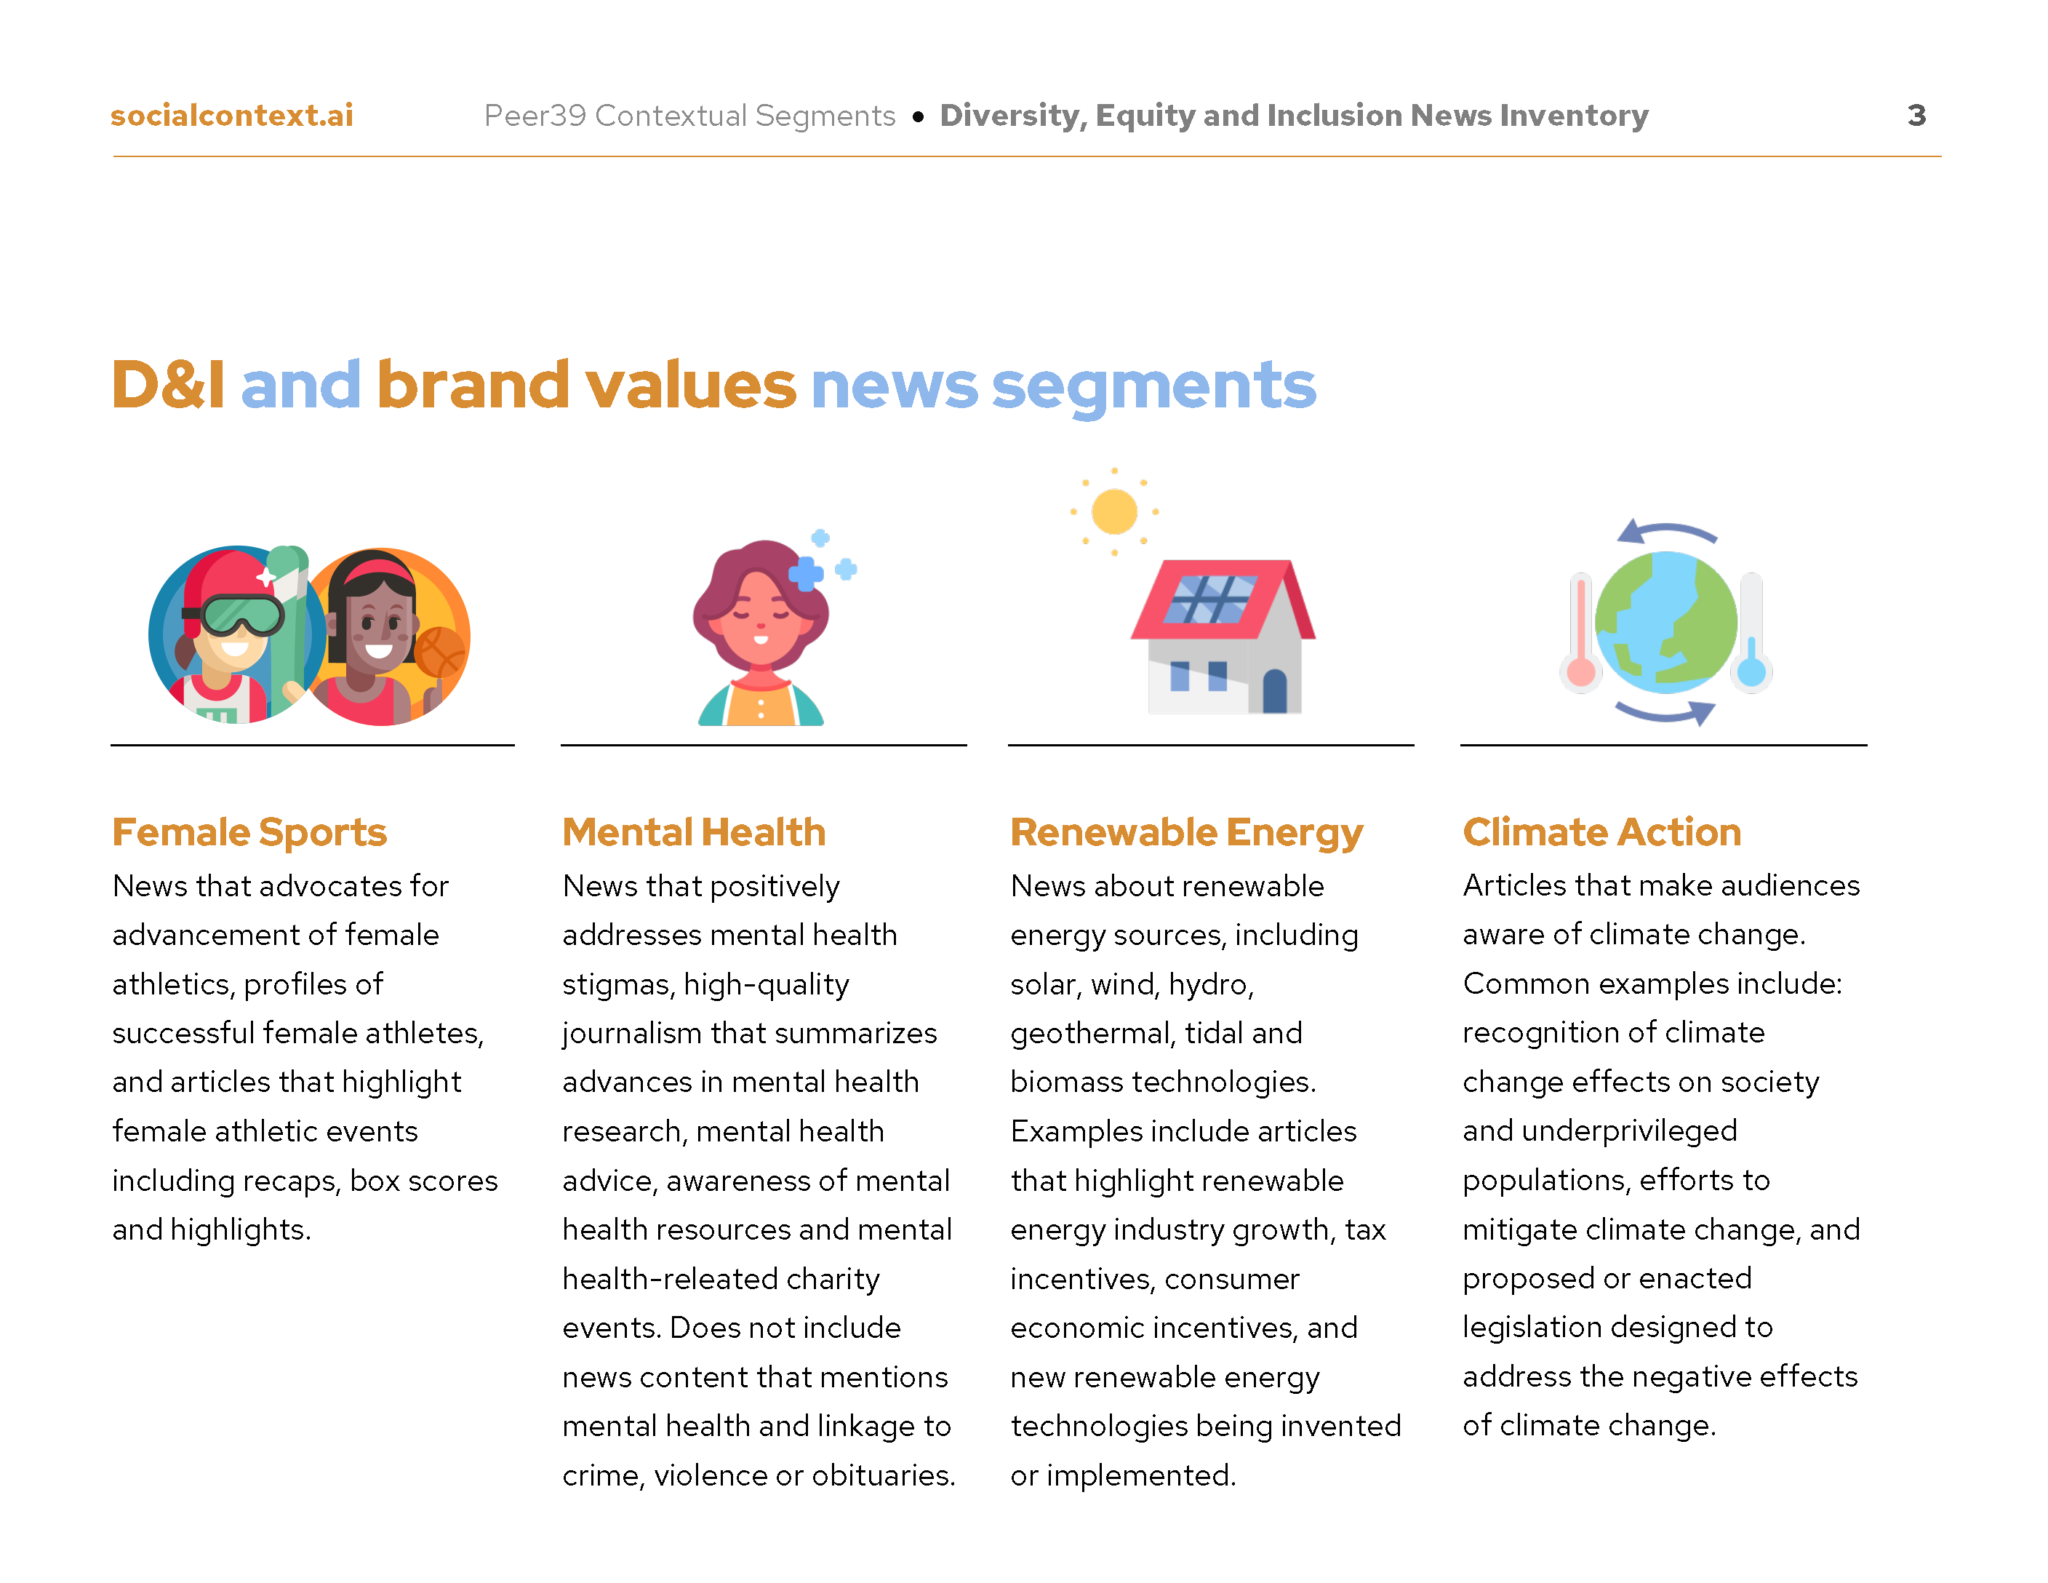 socialcontext.ai Peer39 Contextual Segments • Diversity, Equity and Inclusion News Inventory 3
D&I and brand values news segments
Female Sports
News that advocates for
advancement of female
athletics, profiles of
successful female athletes,
and articles that highlight
female athletic events
including recaps, box scores
and highlights.
Mental Health
News that positively
addresses mental health
stigmas, high-quality
journalism that summarizes
advances in mental health
research, mental health
advice, awareness of mental
health resources and mental
health-releated charity
events. Does not include
news content that mentions
mental health and linkage to
crime, violence or obituaries.
Renewable Energy
News about renewable
energy sources, including
solar, wind, hydro,
geothermal, tidal and
biomass technologies.
Examples include articles
that highlight renewable
energy industry growth, tax
incentives, consumer
economic incentives, and
new renewable energy
technologies being invented
or implemented.
Climate Action
Articles that make audiences
aware of climate change.
Common examples include:
recognition of climate
change effects on society
and underprivileged
populations, efforts to
mitigate climate change, and
proposed or enacted
legislation designed to
address the negative effects
of climate change.